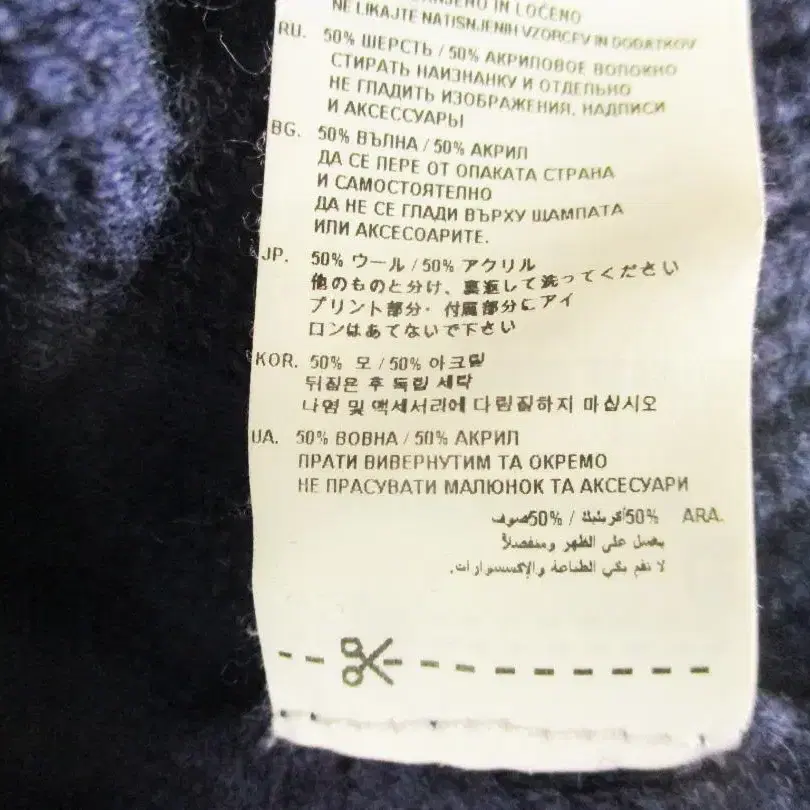 IN LOČENO
NE LIKAJTE NATISNJENIH VZORCEV IN DODATKOV
RU. 50% ШЕРСТЬ / 50% АКРИЛОВОЕ ВОЛОКНО
СТИРАТЬ НАИЗНАНКУ И ОТДЕЛЬНО
НЕ ГЛАДИТЬ ИЗОБРАЖЕНИЯ, НАДПИСИ
И АКСЕССУАРЫ
BG. 50% ВЪЛНА / 50% АКРИЛ
ДА СЕ ПЕРЕ ОТ ОПАКАТА СТРАНА
И САМОСТОЯТЕЛНО
ДА НЕ СЕ ГЛАДИ ВЪРХУ ЩАМПАТА
ИЛИ АКСЕСОАРИТЕ.
JP. 50% ウール / 50% アクリル
他のものと分け、裏返して洗ってください
プリント部分・付属部分にアイ
ロンはあてないで下さい
KOR. 50% 모 / 50% 아크릴
뒤집은 후 독립 세탁
나염 및 액세서리에 다림질하지 마십시오
UA. 50% ВОВНА / 50% АКРИЛ
ПРАТИ ВИВЕРНУТИМ ТА ОКРЕМО
НЕ ПРАСУВАТИ МАЛЮНОК ТА АКСЕСУАРИ
ARA. 50% أكريليك / 50% صوف
يغسل على الظهر ومنفصلاً
لا تقم بكي الطباعة والإكسسوارات.